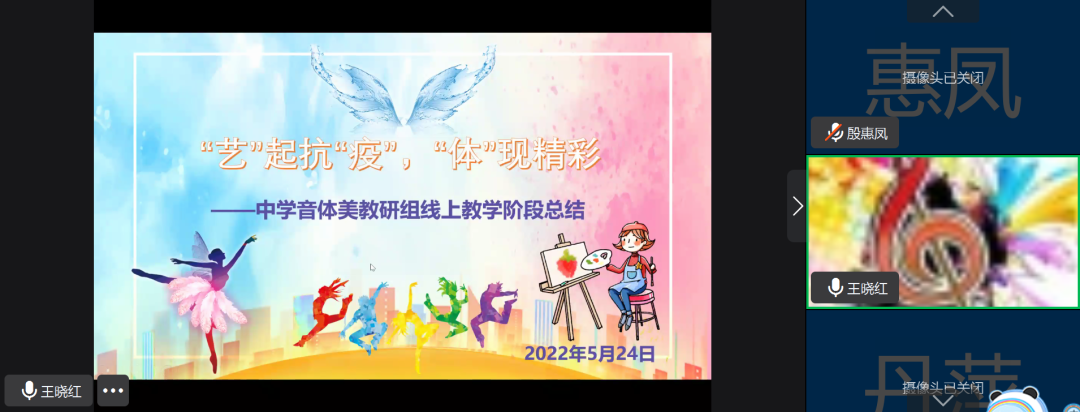 “艺”起抗“疫”，“体”现精彩
——中学音体美教研组线上教学阶段总结
2022年5月24日
王晓红
惠凤
摄像头已关闭
殷惠凤
王晓红
丹萍
摄像头已关闭